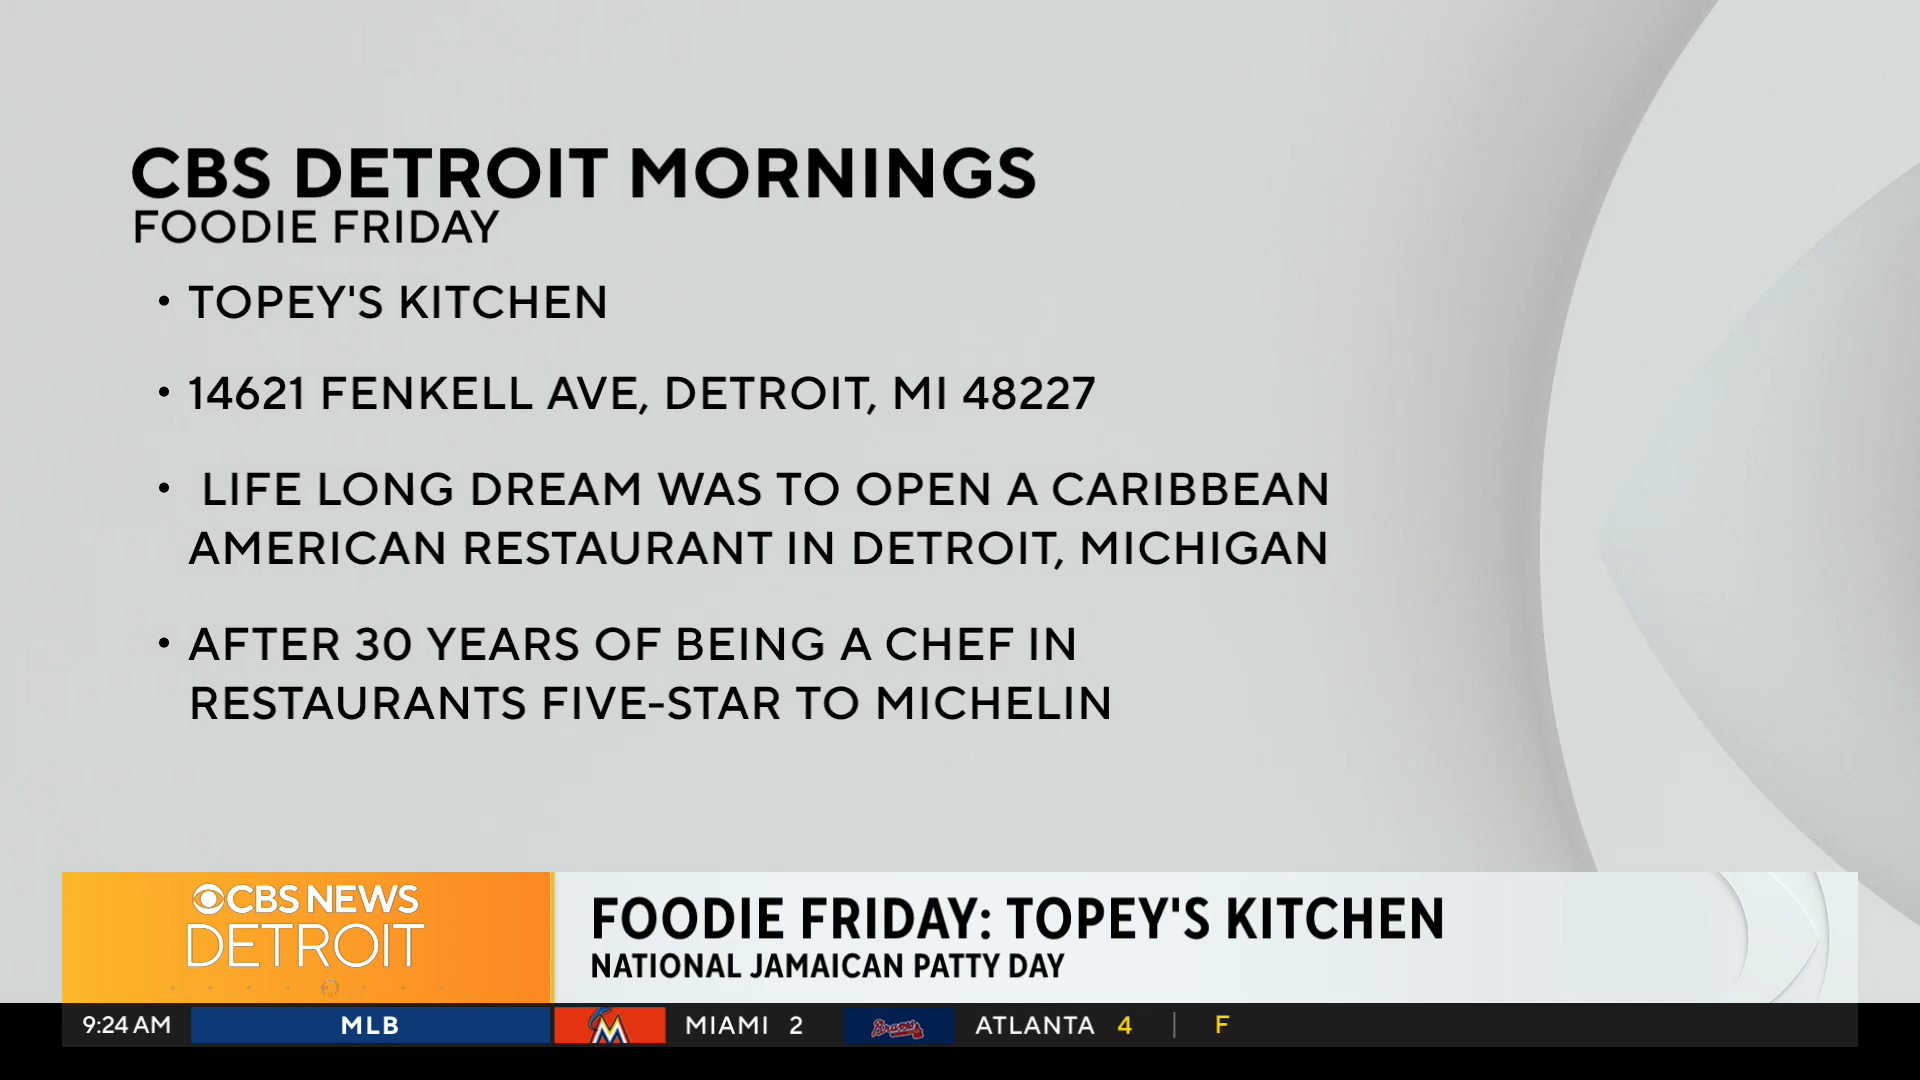 CBS DETROIT MORNINGS
FOODIE FRIDAY
• TOPEY'S KITCHEN
• 14621 FENKELL AVE, DETROIT, MI 48227
• LIFE LONG DREAM WAS TO OPEN A CARIBBEAN
AMERICAN RESTAURANT IN DETROIT, MICHIGAN
• AFTER 30 YEARS OF BEING A CHEF IN
RESTAURANTS FIVE-STAR TO MICHELIN
CBS NEWS
DETROIT
FOODIE FRIDAY: TOPEY'S KITCHEN
NATIONAL JAMAICAN PATTY DAY
9:24 AM MLB M MIAMI 2 Braves ATLANTA 4 | F